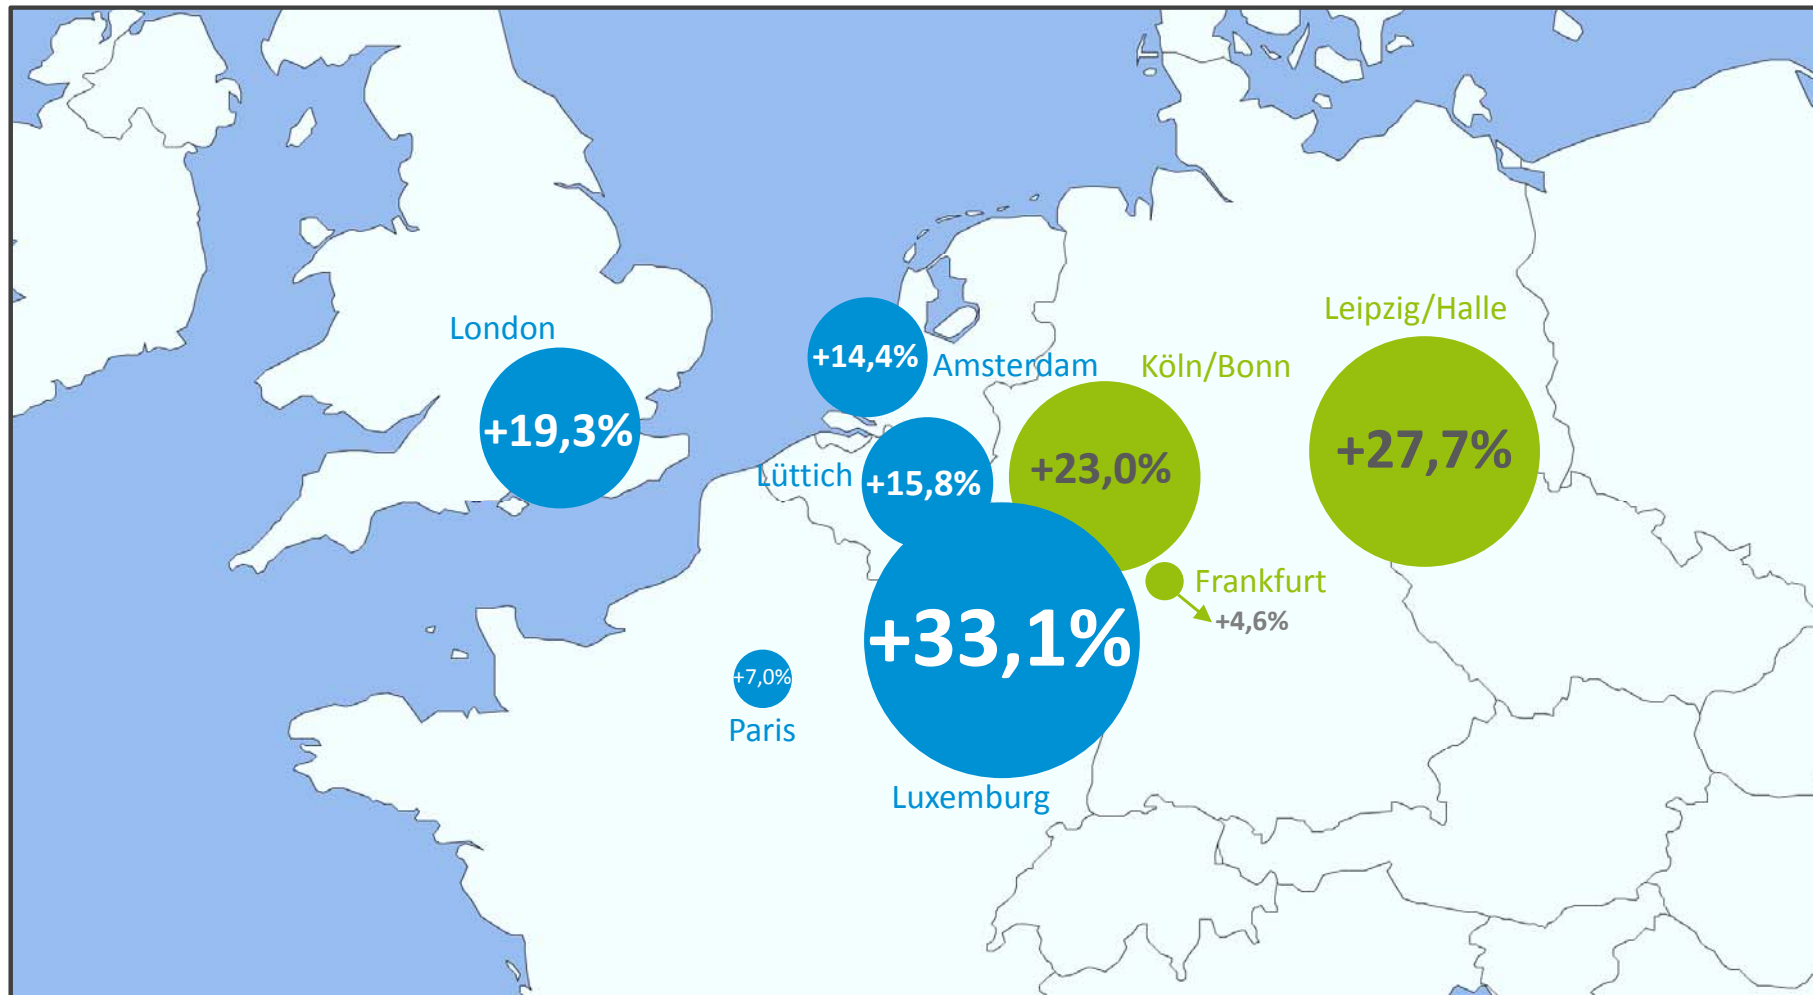 Leipzig/Halle
+27,7%
London
+19,3%
+14,4%
Amsterdam
Köln/Bonn
+23,0%
Lüttich
+15,8%
Frankfurt
+4,6%
+33,1%
Luxemburg
+7,0%
Paris